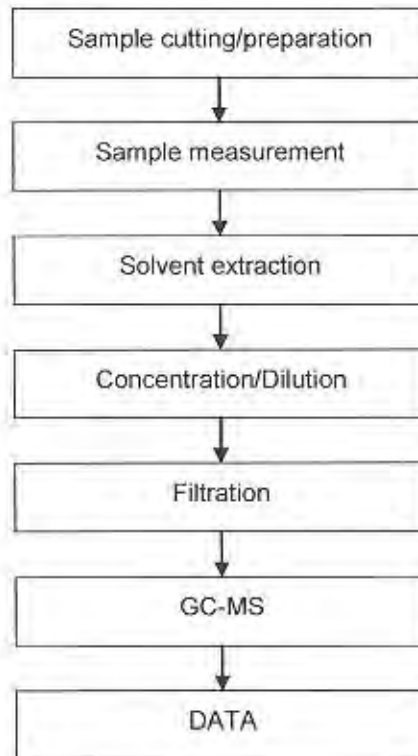 Sample cutting/preparation
Sample measurement
Solvent extraction
Concentration/Dilution
Filtration
GC-MS
DATA